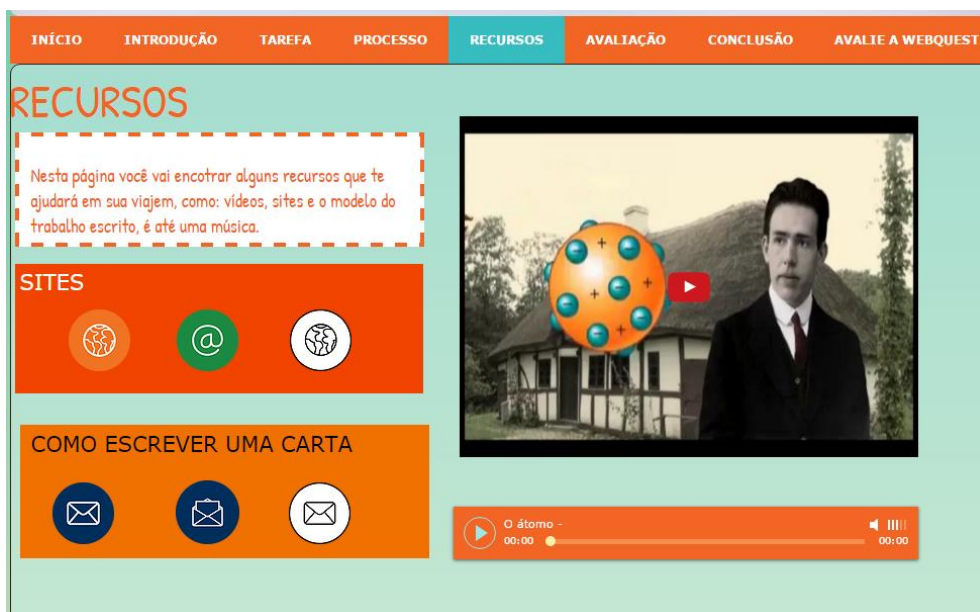 INÍCIO INTRODUÇÃO TAREFA PROCESSO RECURSOS AVALIAÇÃO CONCLUSÃO AVALIE A WEBQUEST
RECURSOS
Nesta página você vai encotrar alguns recursos que te
ajudará em sua viajem, como: vídeos, sites e o modelo do
trabalho escrito, é até uma música.
SITES
@
COMO ESCREVER UMA CARTA
O átomo -
00:00 00:00